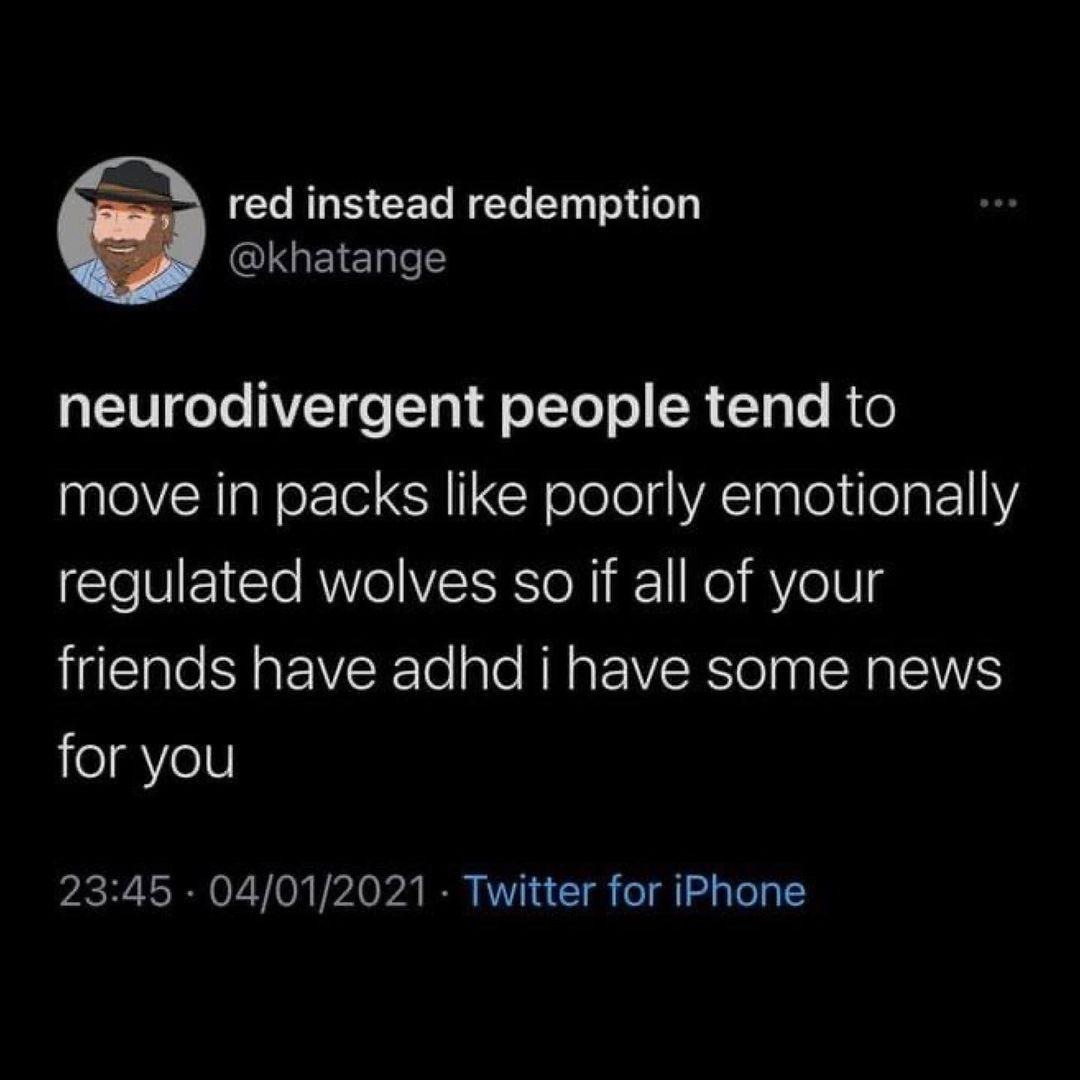 red instead redemption
@khatange
neurodivergent people tend to
move in packs like poorly emotionally
regulated wolves so if all of your
friends have adhd i have some news
for you
23:45 · 04/01/2021 · Twitter for iPhone